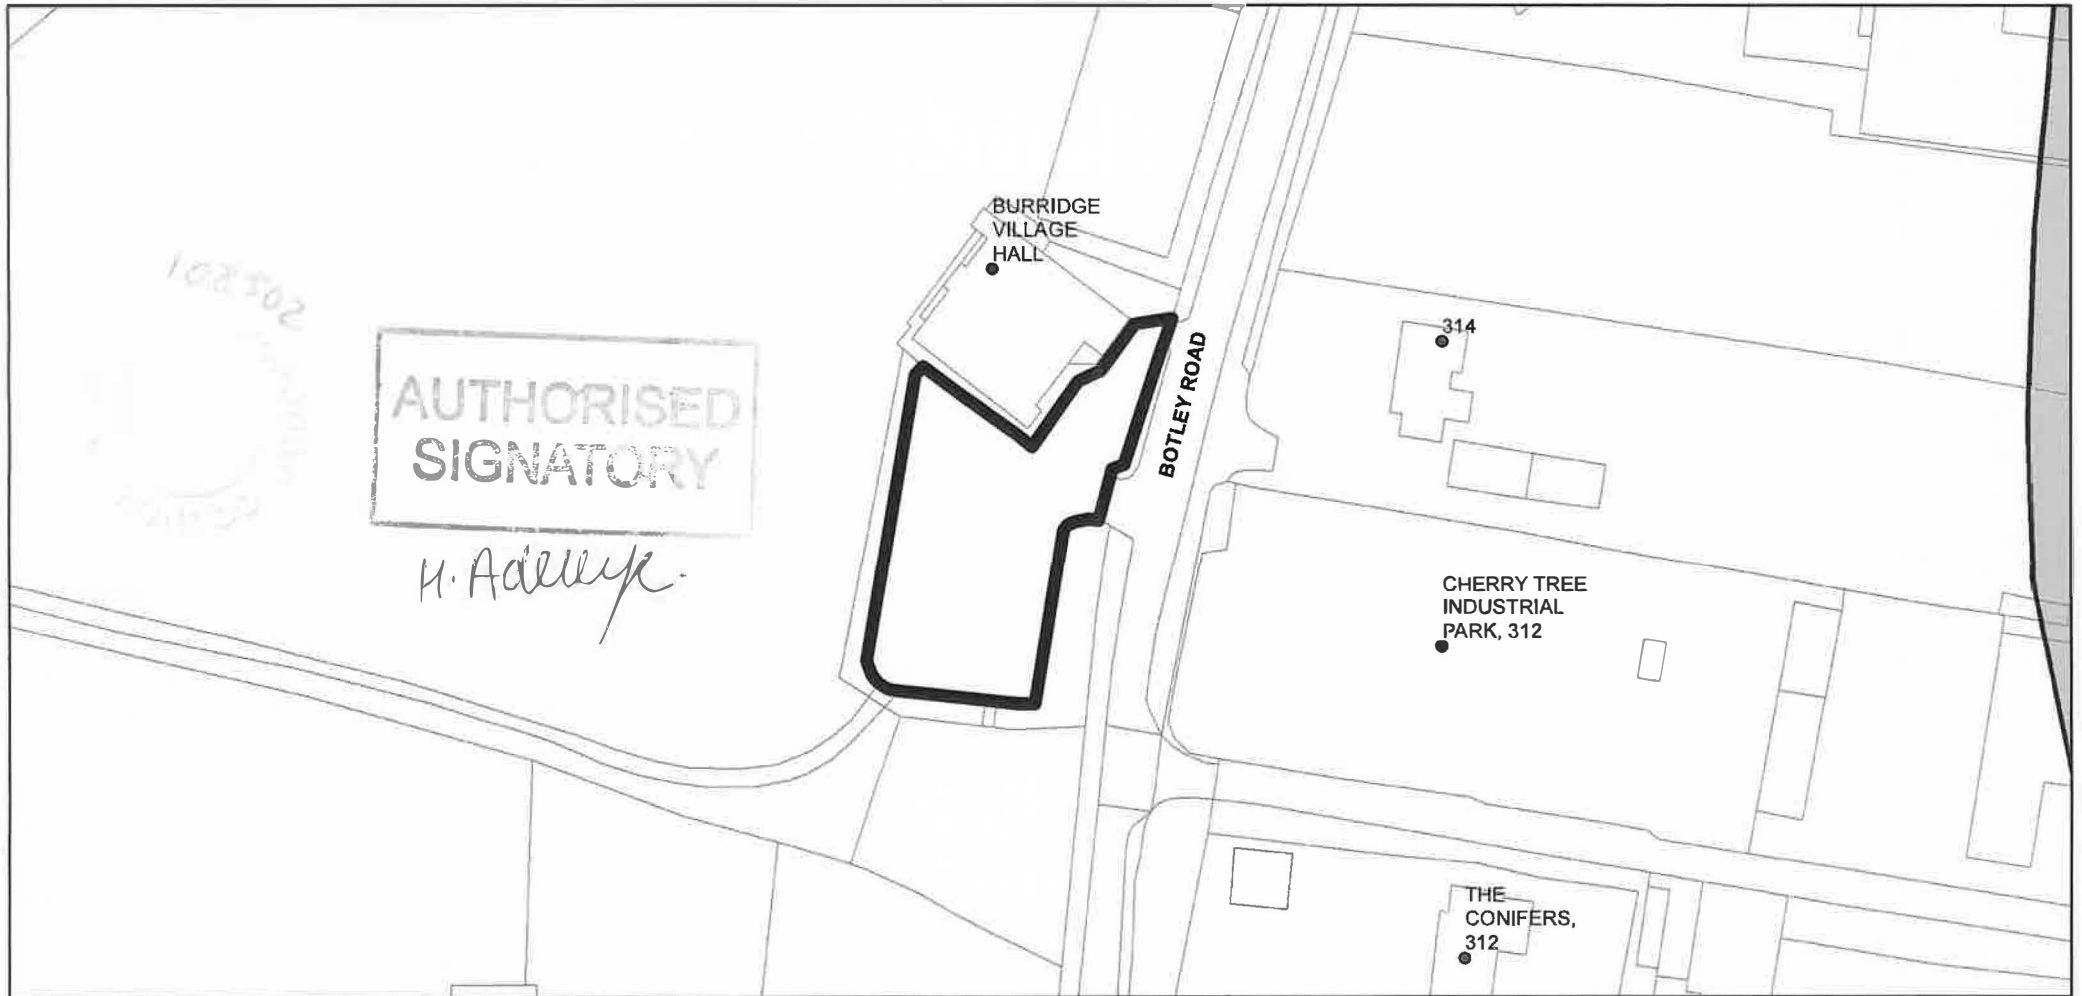 BURRIDGE
VILLAGE
HALL
314
BOTLEY ROAD
AUTHORISED
SIGNATORY
CHERRY TREE
INDUSTRIAL
PARK, 312
THE
CONIFERS,
312